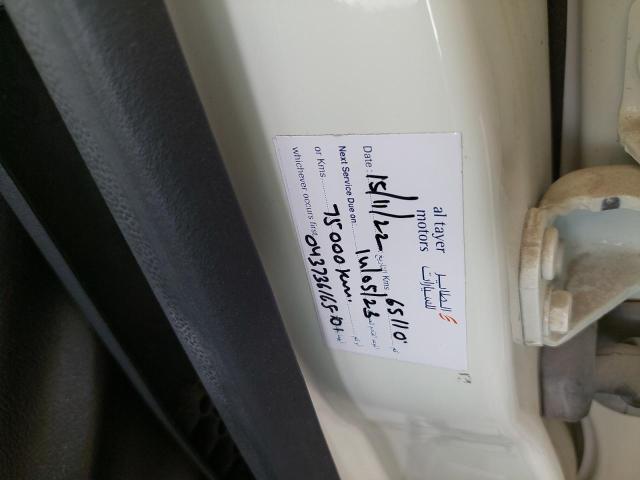 al tayer الطاير
motors للسيارات
Date: 15/11/22 Kms 65110
Next Service Due on 14/05/23
or Kms 75000 Kms.
whichever occurs first